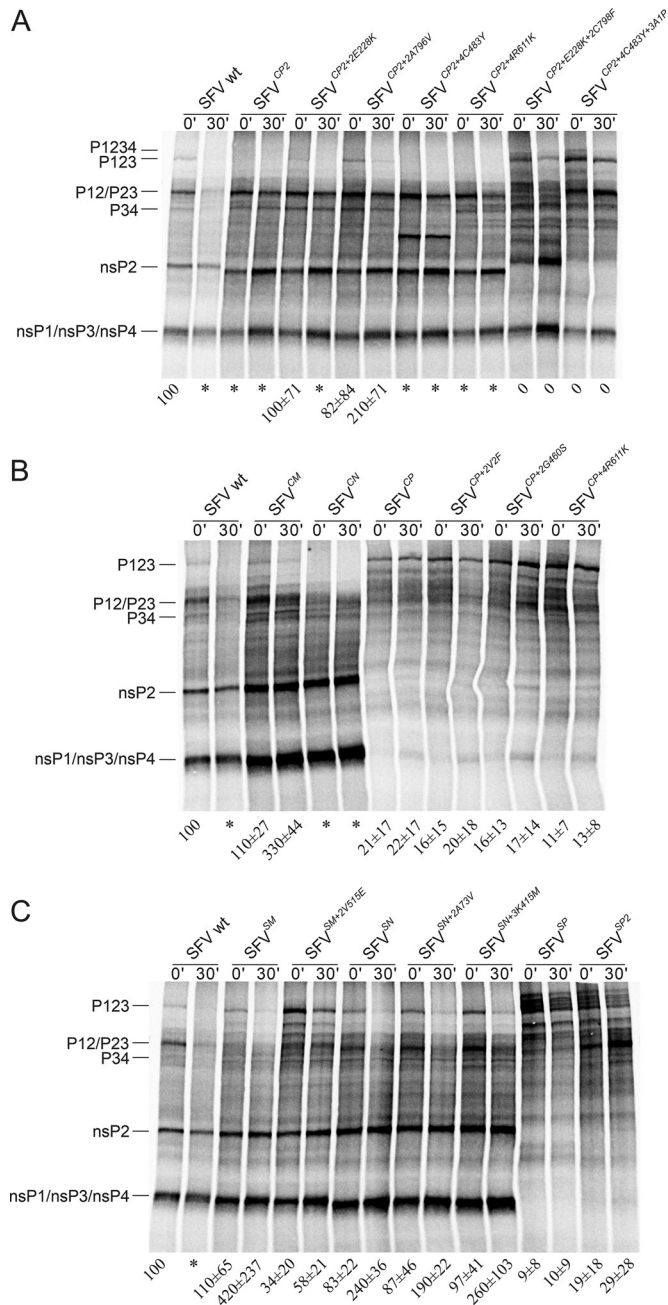 A
SFV wt SFV^CP2 SFV^CP2+2E228K SFV^CP2+2A796V SFV^CP2+4C483Y SFV^CP2+4R611K SFV^CP2+E228K+2C798F SFV^CP2+4C483Y+3A1P
0' 30' 0' 30' 0' 30' 0' 30' 0' 30' 0' 30' 0' 30' 0' 30'
P1234
P123
P12/P23
P34
nsP2
nsP1/nsP3/nsP4
100 * * * 100±71 * 82±84 210±71 * * * * 0 0 0 0
B
SFV wt SFV^CM SFV^CN SFV^CP SFV^CP+2V2F SFV^CP+2G460S SFV^CP+4R611K
0' 30' 0' 30' 0' 30' 0' 30' 0' 30' 0' 30' 0' 30'
P123
P12/P23
P34
nsP2
nsP1/nsP3/nsP4
100 * 110±27 330±44 * * 21±17 22±17 16±15 20±18 16±13 17±14 11±7 13±8
C
SFV wt SFV^SM SFV^SM+2V515E SFV^SN SFV^SN+2A73V SFV^SN+3K415M SFV^SP SFV^SP2
0' 30' 0' 30' 0' 30' 0' 30' 0' 30' 0' 30' 0' 30' 0' 30'
P123
P12/P23
P34
nsP2
nsP1/nsP3/nsP4
100 * 110±65 420±237 34±20 58±21 83±22 240±36 87±46 190±22 97±41 260±103 9±8 10±9 19±18 29±28